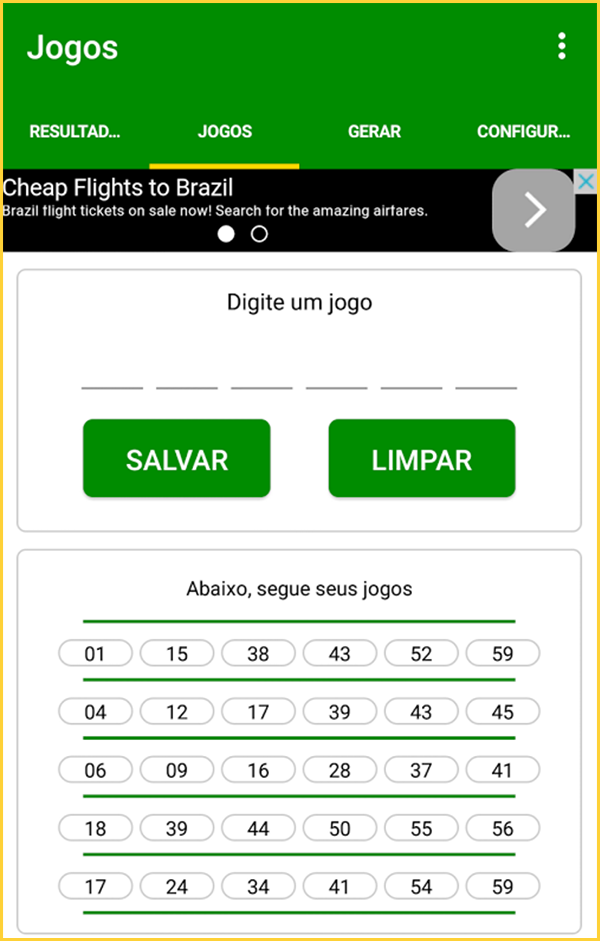 Jogos
RESULTAD... JOGOS GERAR CONFIGUR...
Cheap Flights to Brazil
Brazil flight tickets on sale now! Search for the amazing airfares.
Digite um jogo
SALVAR LIMPAR
Abaixo, segue seus jogos
01 15 38 43 52 59
04 12 17 39 43 45
06 09 16 28 37 41
18 39 44 50 55 56
17 24 34 41 54 59